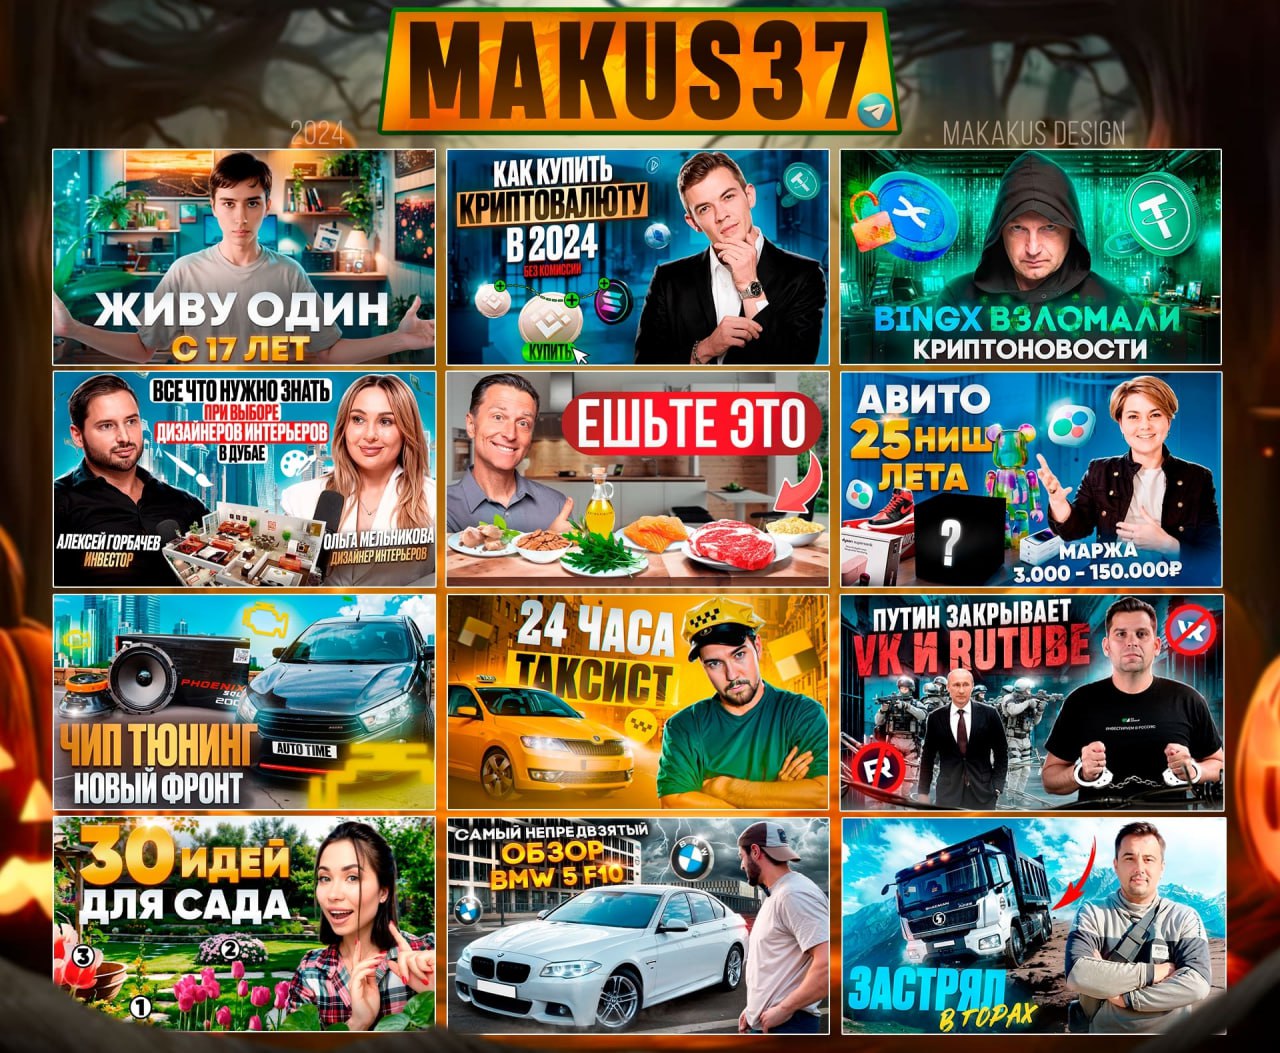 MAKUS37
2024
MAKAKUS DESIGN
ЖИВУ ОДИН
С 17 ЛЕТ
КАК КУПИТЬ
КРИПТОВАЛЮТУ
В 2024
БЕЗ КОМИССИИ
КУПИТЬ
BINGX ВЗЛОМАЛИ
КРИПТОНОВОСТИ
ВСЕ ЧТО НУЖНО ЗНАТЬ
ПРИ ВЫБОРЕ
ДИЗАЙНЕРОВ ИНТЕРЬЕРОВ
В ДУБАЕ
АЛЕКСЕЙ ГОРБАЧЕВ
ИНВЕСТОР
ОЛЬГА МЕЛЬНИКОВА
ДИЗАЙНЕР ИНТЕРЬЕРОВ
ЕШЬТЕ ЭТО
АВИТО
25 НИШ
ЛЕТА
?
МАРЖА
3.000 - 150.000₽
PHOENIX
ЧИП ТЮНИНГ
НОВЫЙ ФРОНТ
AUTO TIME
24 ЧАСА
ТАКСИСТ
ПУТИН ЗАКРЫВАЕТ
VK И RUTUBE
ИНВЕСТИРУЕМ В РОССИЮ
30 ИДЕЙ
ДЛЯ САДА
3
2
1
САМЫЙ НЕПРЕДВЗЯТЫЙ
ОБЗОР
BMW 5 F10
BMW
ЗАСТРЯЛ
В ГОРАХ